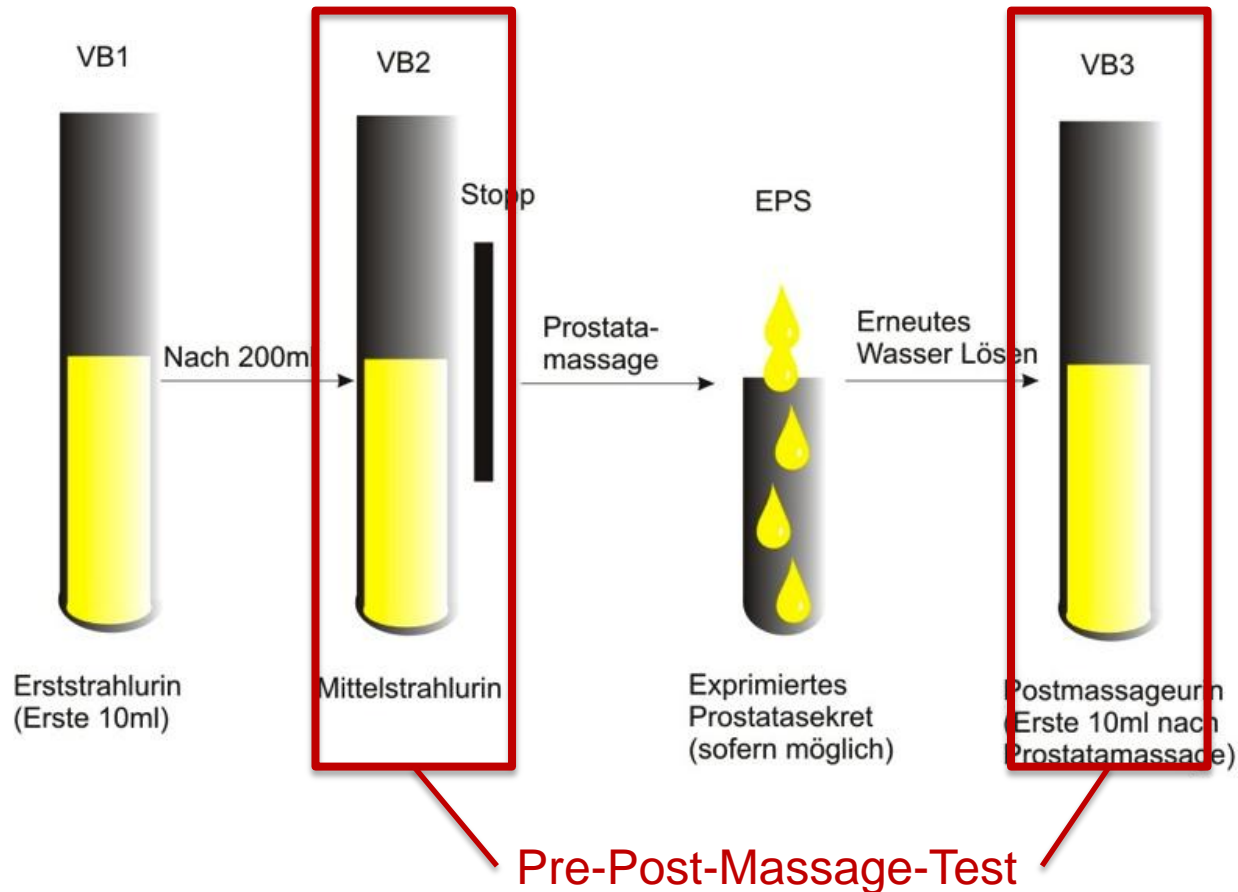 VB1
VB2
VB3
Stopp
EPS
Nach 200ml
Prostata-
massage
Erneutes
Wasser Lösen
Erststrahlurin
(Erste 10ml)
Mittelstrahlurin
Exprimiertes
Prostatasekret
(sofern möglich)
Postmassageurin
(Erste 10ml nach
Prostatamassage)
Pre-Post-Massage-Test